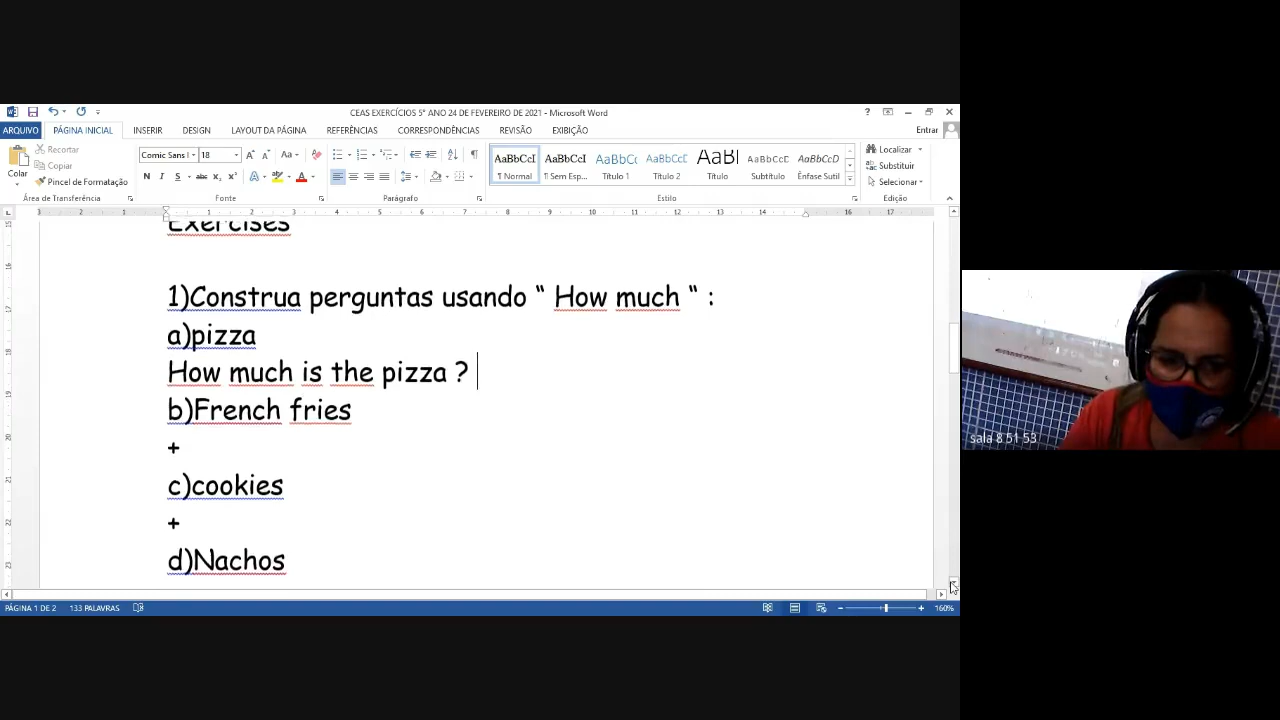 CEAS EXERCÍCIOS 5° ANO 24 DE FEVEREIRO DE 2021 - Microsoft Word
ARQUIVO PÁGINA INICIAL INSERIR DESIGN LAYOUT DA PÁGINA REFERÊNCIAS CORRESPONDÊNCIAS REVISÃO EXIBIÇÃO Entrar
Colar
Recortar
Copiar
Pincel de Formatação
Área de Transferência
Comic Sans 18
Fonte
Parágrafo
AaBbCcI AaBbCcI AaBbCc AaBbCcI AaBl AaBbCcD AaBbCcD
¶ Normal ¶ Sem Esp... Título 1 Título 2 Título Subtítulo Ênfase Sutil
Estilo
Localizar
Substituir
Selecionar
Edição
Exercises
1)Construa perguntas usando “ How much “ :
a)pizza
How much is the pizza ?
b)French fries
+
c)cookies
+
d)Nachos
PÁGINA 1 DE 2 133 PALAVRAS 160%
sala 8 51 53